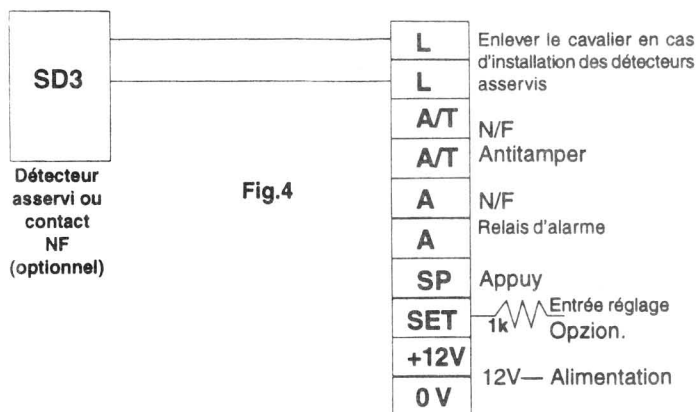 SD3
Détecteur
asservi ou
contact
NF
(optionnel)
Fig.4
L
L
A/T
A/T
A
A
SP
SET
+12V
0 V
Enlever le cavalier en cas
d'installation des détecteurs
asservis
N/F
Antitamper
N/F
Relais d'alarme
Appuy
1k
Entrée réglage
Opzion.
12V— Alimentation